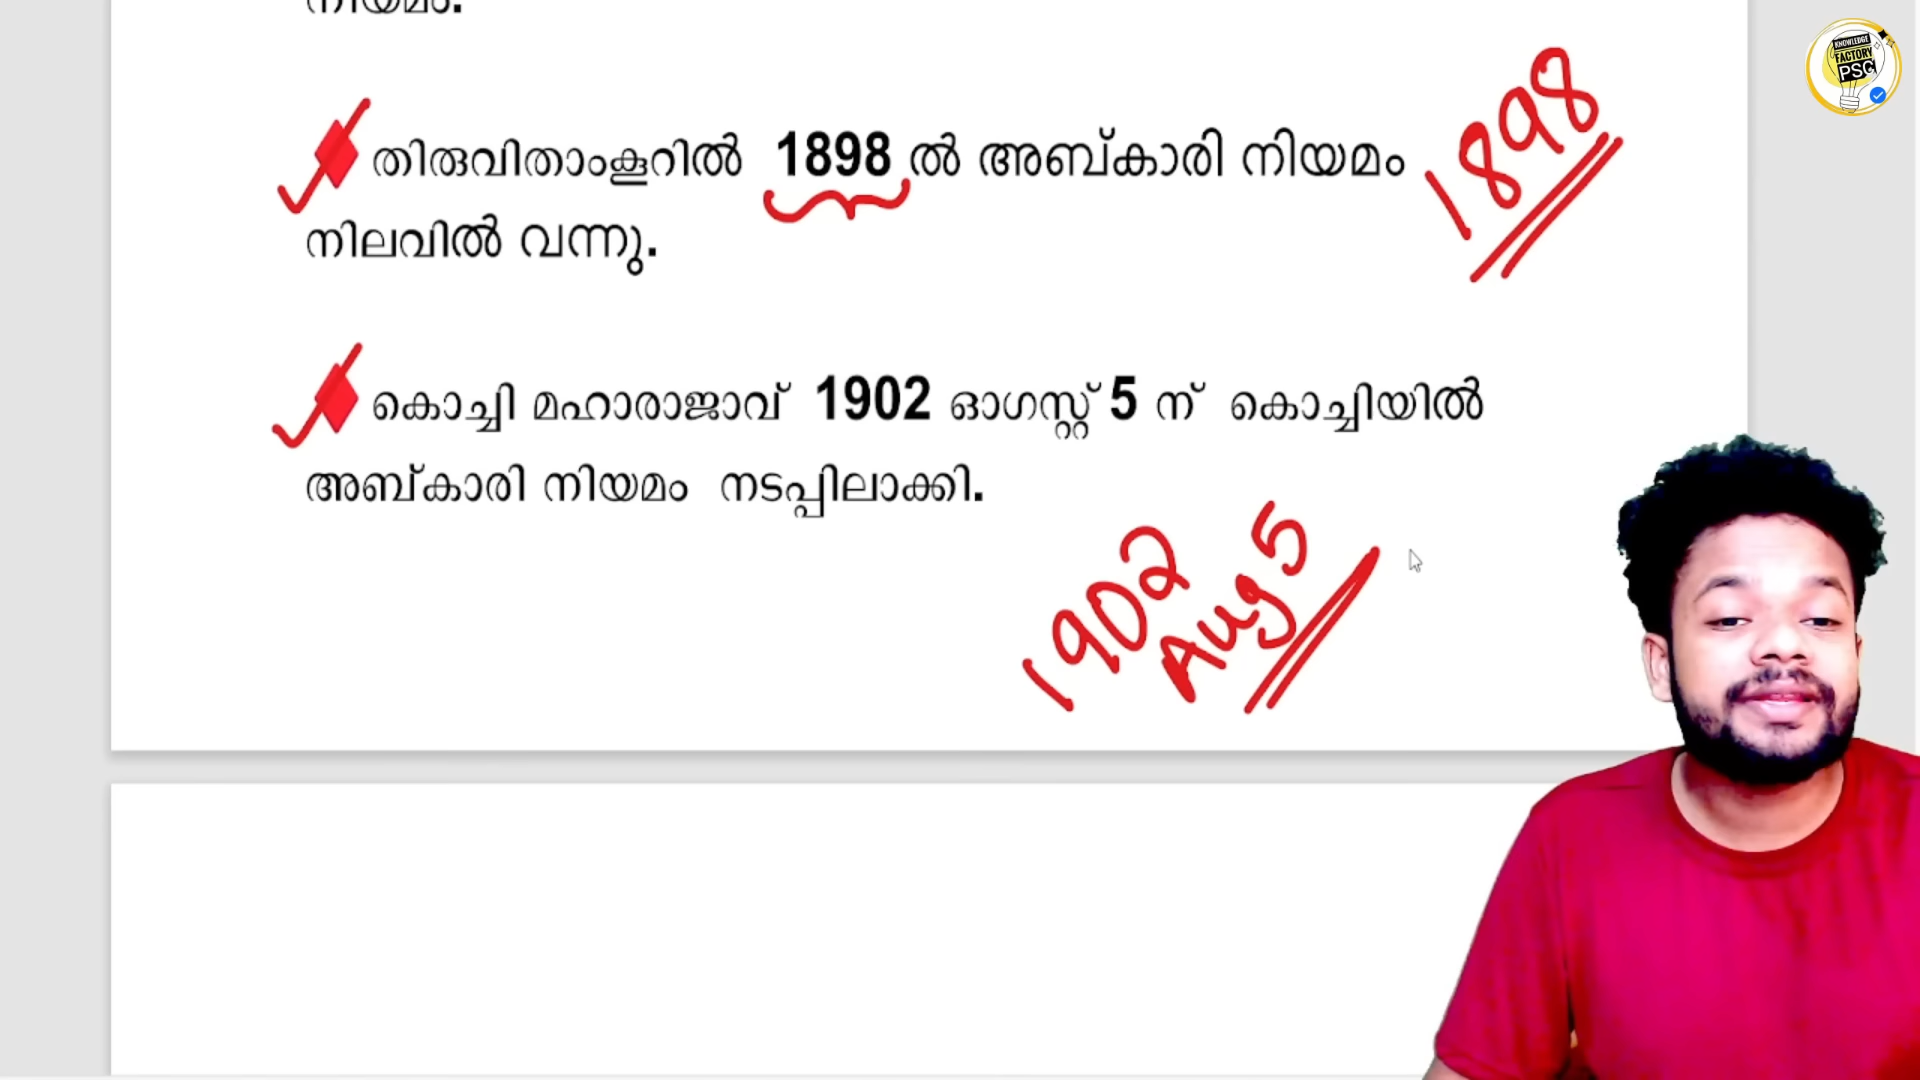 നിയമം.
തിരുവിതാംകൂറിൽ 1898 ൽ അബ്കാരി നിയമം
നിലവിൽ വന്നു.
1898
കൊച്ചി മഹാരാജാവ് 1902 ഓഗസ്റ്റ് 5 ന് കൊച്ചിയിൽ
അബ്കാരി നിയമം നടപ്പിലാക്കി.
1902
Aug 5
KNOWLEDGE
FACTORY
PSC